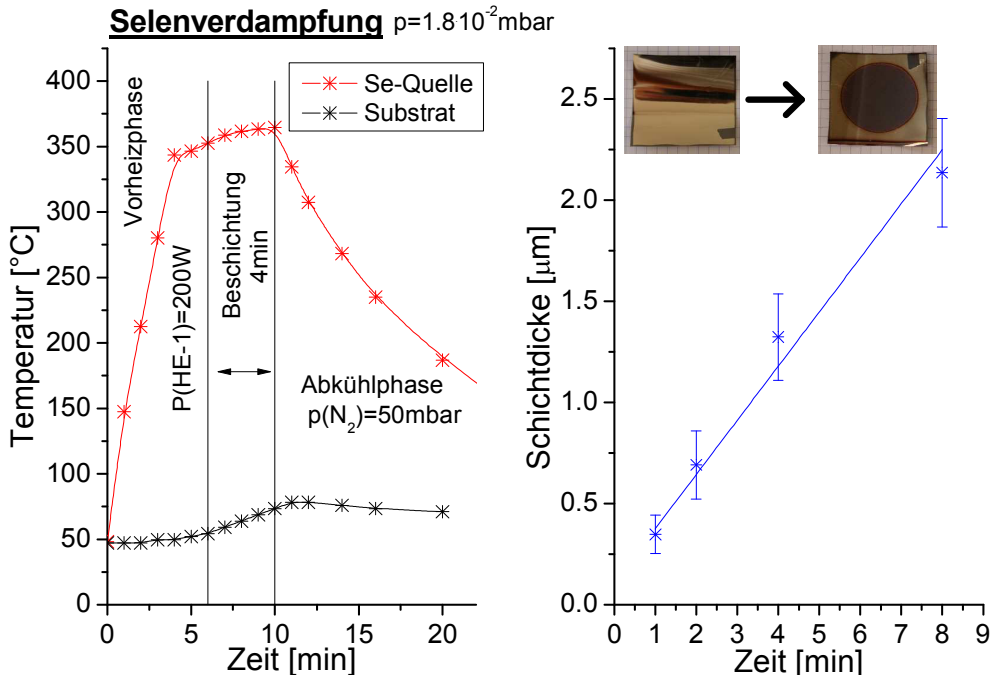 Selenverdampfung p=1.8·10⁻²mbar
Temperatur [°C]
400
350
300
250
200
150
100
50
0
Se-Quelle
Substrat
Vorheizphase
P(HE-1)=200W
Beschichtung
4min
Abkühlphase
p(N₂)=50mbar
0 5 10 15 20
Zeit [min]
Schichtdicke [µm]
2.5
2.0
1.5
1.0
0.5
0.0
0 1 2 3 4 5 6 7 8 9
Zeit [min]